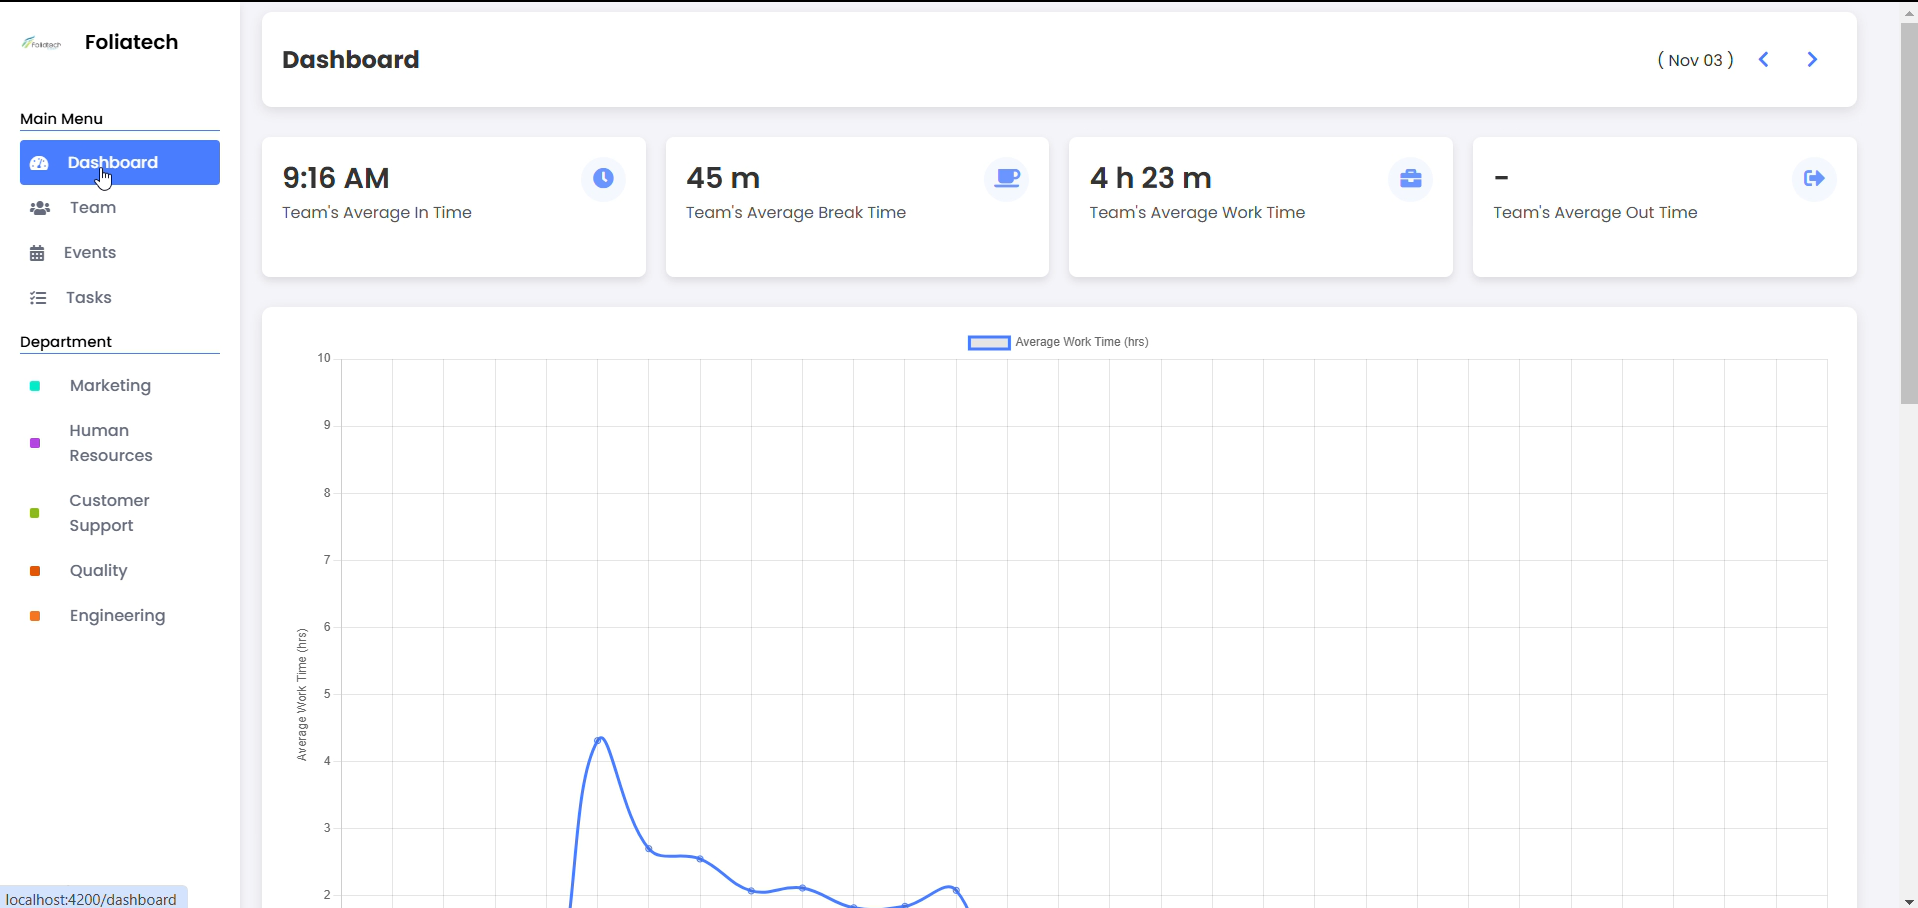 Foliatech
Foliatech
Main Menu
Dashboard
Team
Events
Tasks
Department
Marketing
Human
Resources
Customer
Support
Quality
Engineering
localhost:4200/dashboard
Dashboard
( Nov 03 )
9:16 AM
Team's Average In Time
45 m
Team's Average Break Time
4 h 23 m
Team's Average Work Time
-
Team's Average Out Time
Average Work Time (hrs)
Average Work Time (hrs)
10
9
8
7
6
5
4
3
2